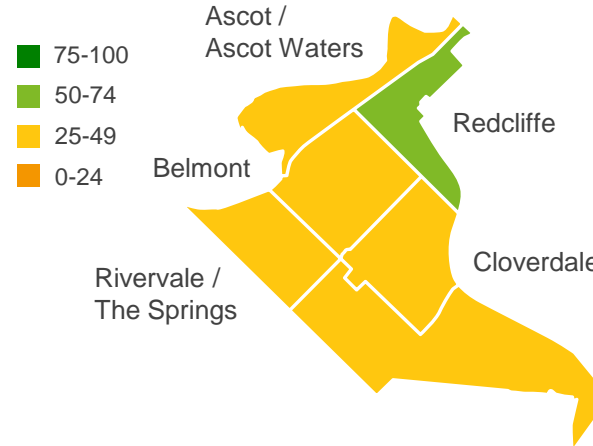 Ascot /
Ascot Waters
75-100
50-74
25-49
0-24
Redcliffe
Belmont
Cloverdale
Rivervale /
The Springs